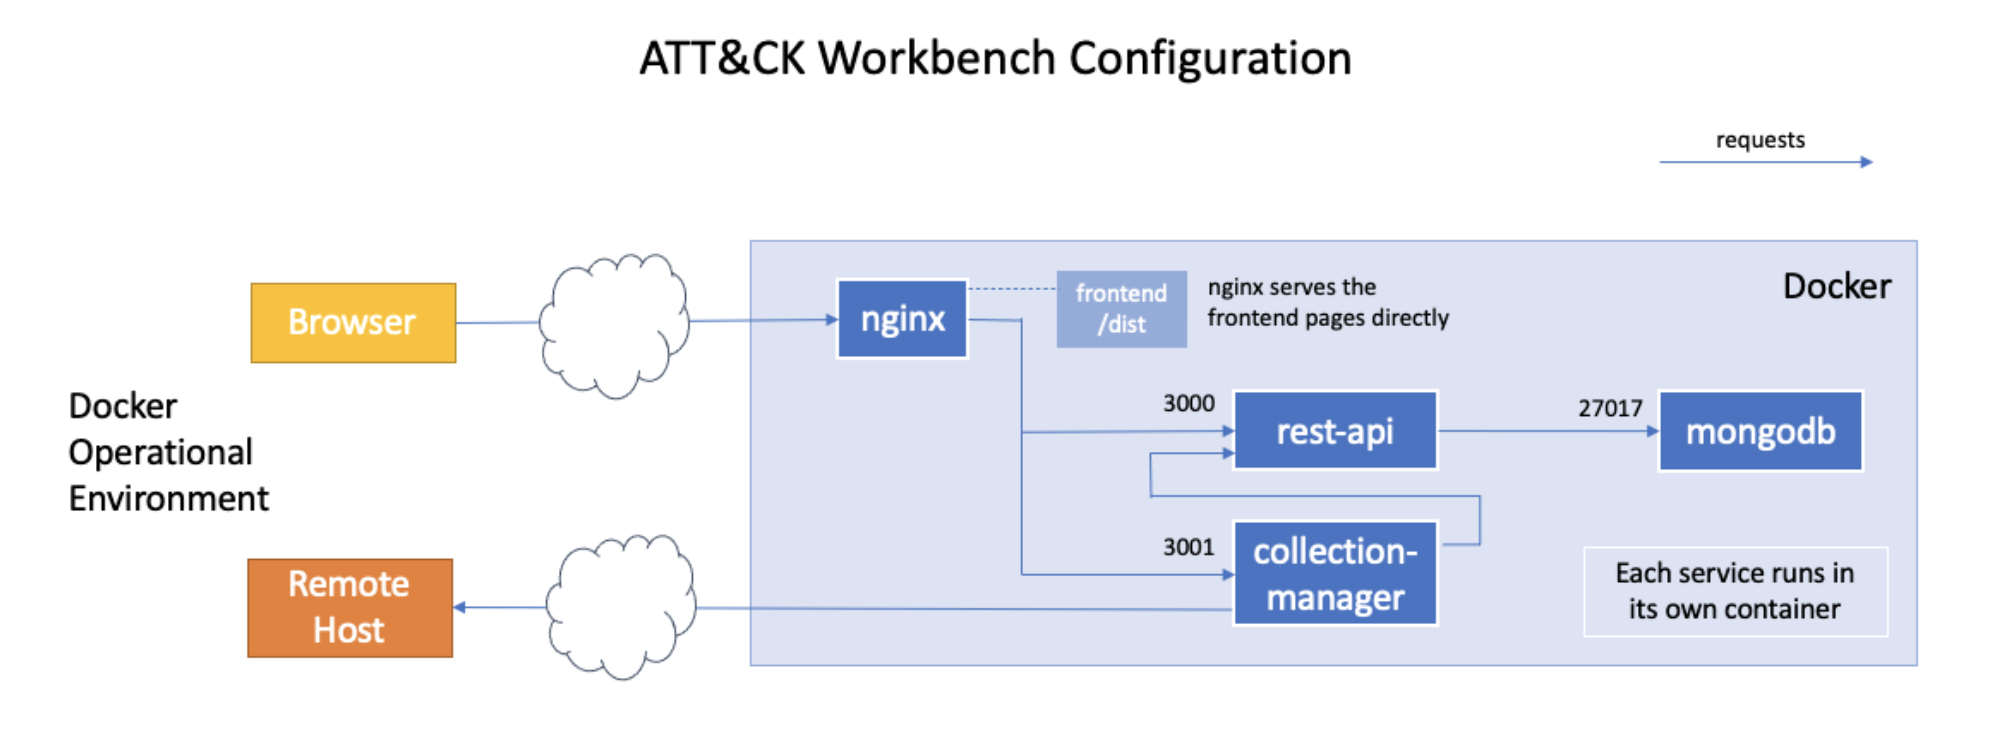 ATT&CK Workbench Configuration
requests
Docker
Browser
nginx
frontend
/dist
nginx serves the
frontend pages directly
Docker
Operational
Environment
3000
rest-api
27017
mongodb
3001
collection-
manager
Remote
Host
Each service runs in
its own container